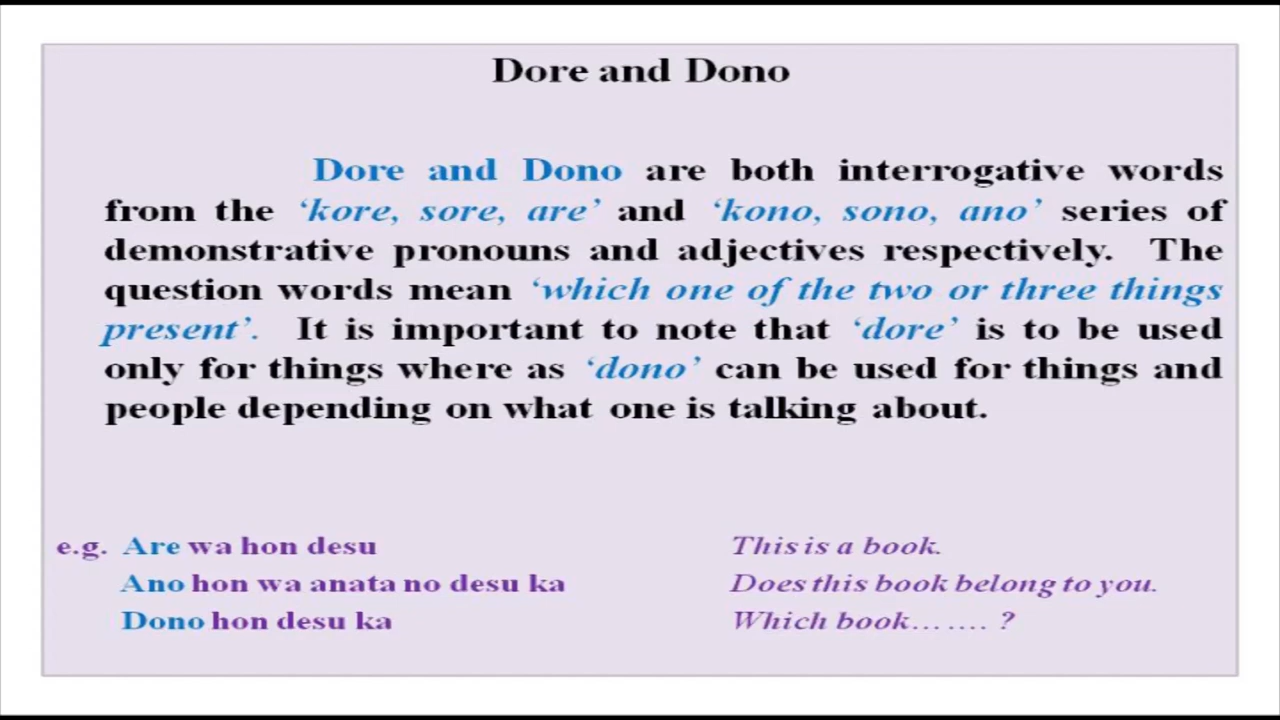 Dore and Dono
Dore and Dono are both interrogative words
from the ‘kore, sore, are’ and ‘kono, sono, ano’ series of
demonstrative pronouns and adjectives respectively. The
question words mean ‘which one of the two or three things
present’. It is important to note that ‘dore’ is to be used
only for things where as ‘dono’ can be used for things and
people depending on what one is talking about.
e.g. Are wa hon desu This is a book.
Ano hon wa anata no desu ka Does this book belong to you.
Dono hon desu ka Which book....... ?